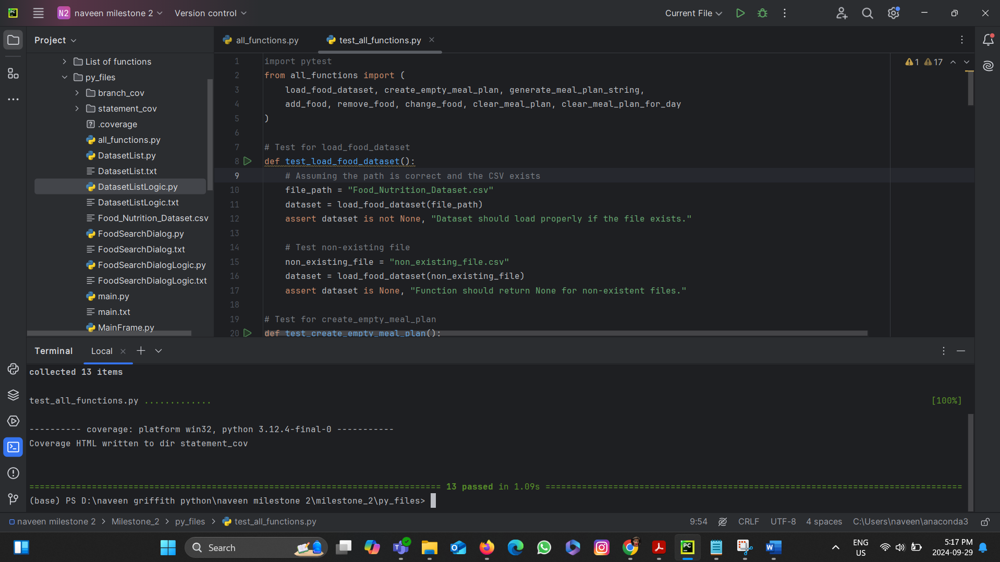 PC N2 naveen milestone 2 Version control Current File
Project
all_functions.py test_all_functions.py
List of functions
py_files
branch_cov
statement_cov
.coverage
all_functions.py
DatasetList.py
DatasetList.txt
DatasetListLogic.py
DatasetListLogic.txt
Food_Nutrition_Dataset.csv
FoodSearchDialog.py
FoodSearchDialog.txt
FoodSearchDialogLogic.py
FoodSearchDialogLogic.txt
main.py
main.txt
MainFrame.py
1 import pytest
2 from all_functions import (
3 load_food_dataset, create_empty_meal_plan, generate_meal_plan_string,
4 add_food, remove_food, change_food, clear_meal_plan, clear_meal_plan_for_day
5 )
6
7 # Test for load_food_dataset
8 def test_load_food_dataset():
9 # Assuming the path is correct and the CSV exists
10 file_path = "Food_Nutrition_Dataset.csv"
11 dataset = load_food_dataset(file_path)
12 assert dataset is not None, "Dataset should load properly if the file exists."
13
14 # Test non-existing file
15 non_existing_file = "non_existing_file.csv"
16 dataset = load_food_dataset(non_existing_file)
17 assert dataset is None, "Function should return None for non-existent files."
18
19 # Test for create_empty_meal_plan
20 def test_create_empty_meal_plan():
1 17
Terminal Local
collected 13 items
test_all_functions.py ............. [100%]
---------- coverage: platform win32, python 3.12.4-final-0 -----------
Coverage HTML written to dir statement_cov
=============================================================================== 13 passed in 1.09s ================================================================================
(base) PS D:\naveen griffith python\naveen milestone 2\milestone_2\py_files>
naveen milestone 2 > Milestone_2 > py_files > test_all_functions.py 9:54 CRLF UTF-8 4 spaces C:\Users\naveen\anaconda3
Search
ENG
US
5:17 PM
2024-09-29